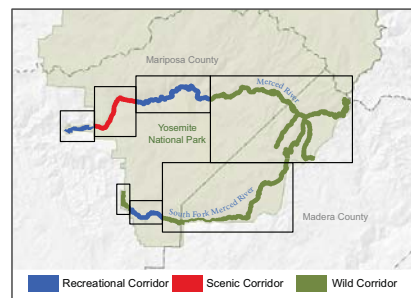 Mariposa County
Merced River
Yosemite
National Park
South Fork Merced River
Madera County
Recreational Corridor
Scenic Corridor
Wild Corridor